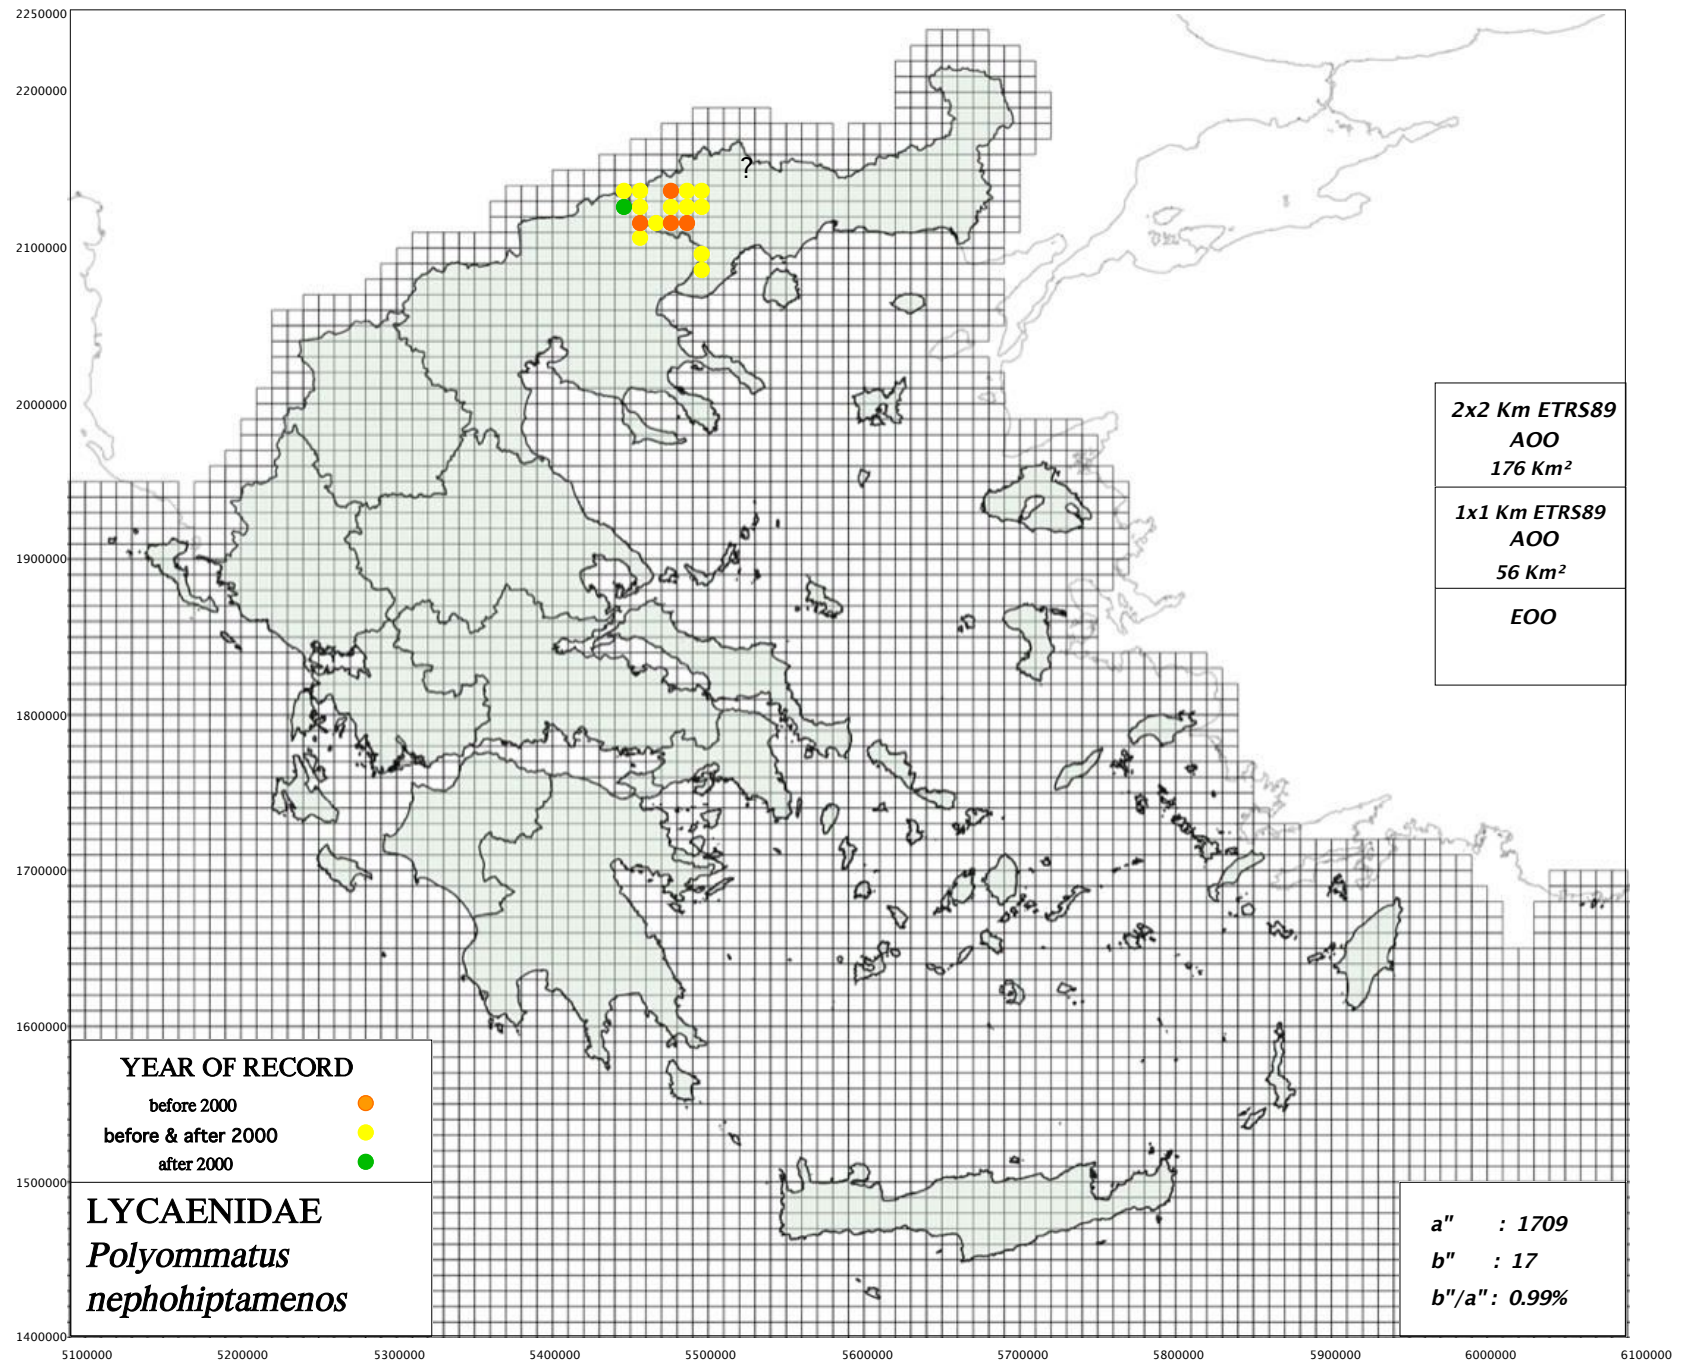 2250000
2200000
2100000
2000000
1900000
1800000
1700000
1600000
1500000
1400000
?
2x2 Km ETRS89
AOO
176 Km²
1x1 Km ETRS89
AOO
56 Km²
EOO
YEAR OF RECORD
before 2000
before & after 2000
after 2000
LYCAENIDAE
Polyommatus
nephohiptamenos
a" : 1709
b" : 17
b"/a" : 0.99%
5100000 5200000 5300000 5400000 5500000 5600000 5700000 5800000 5900000 6000000 6100000